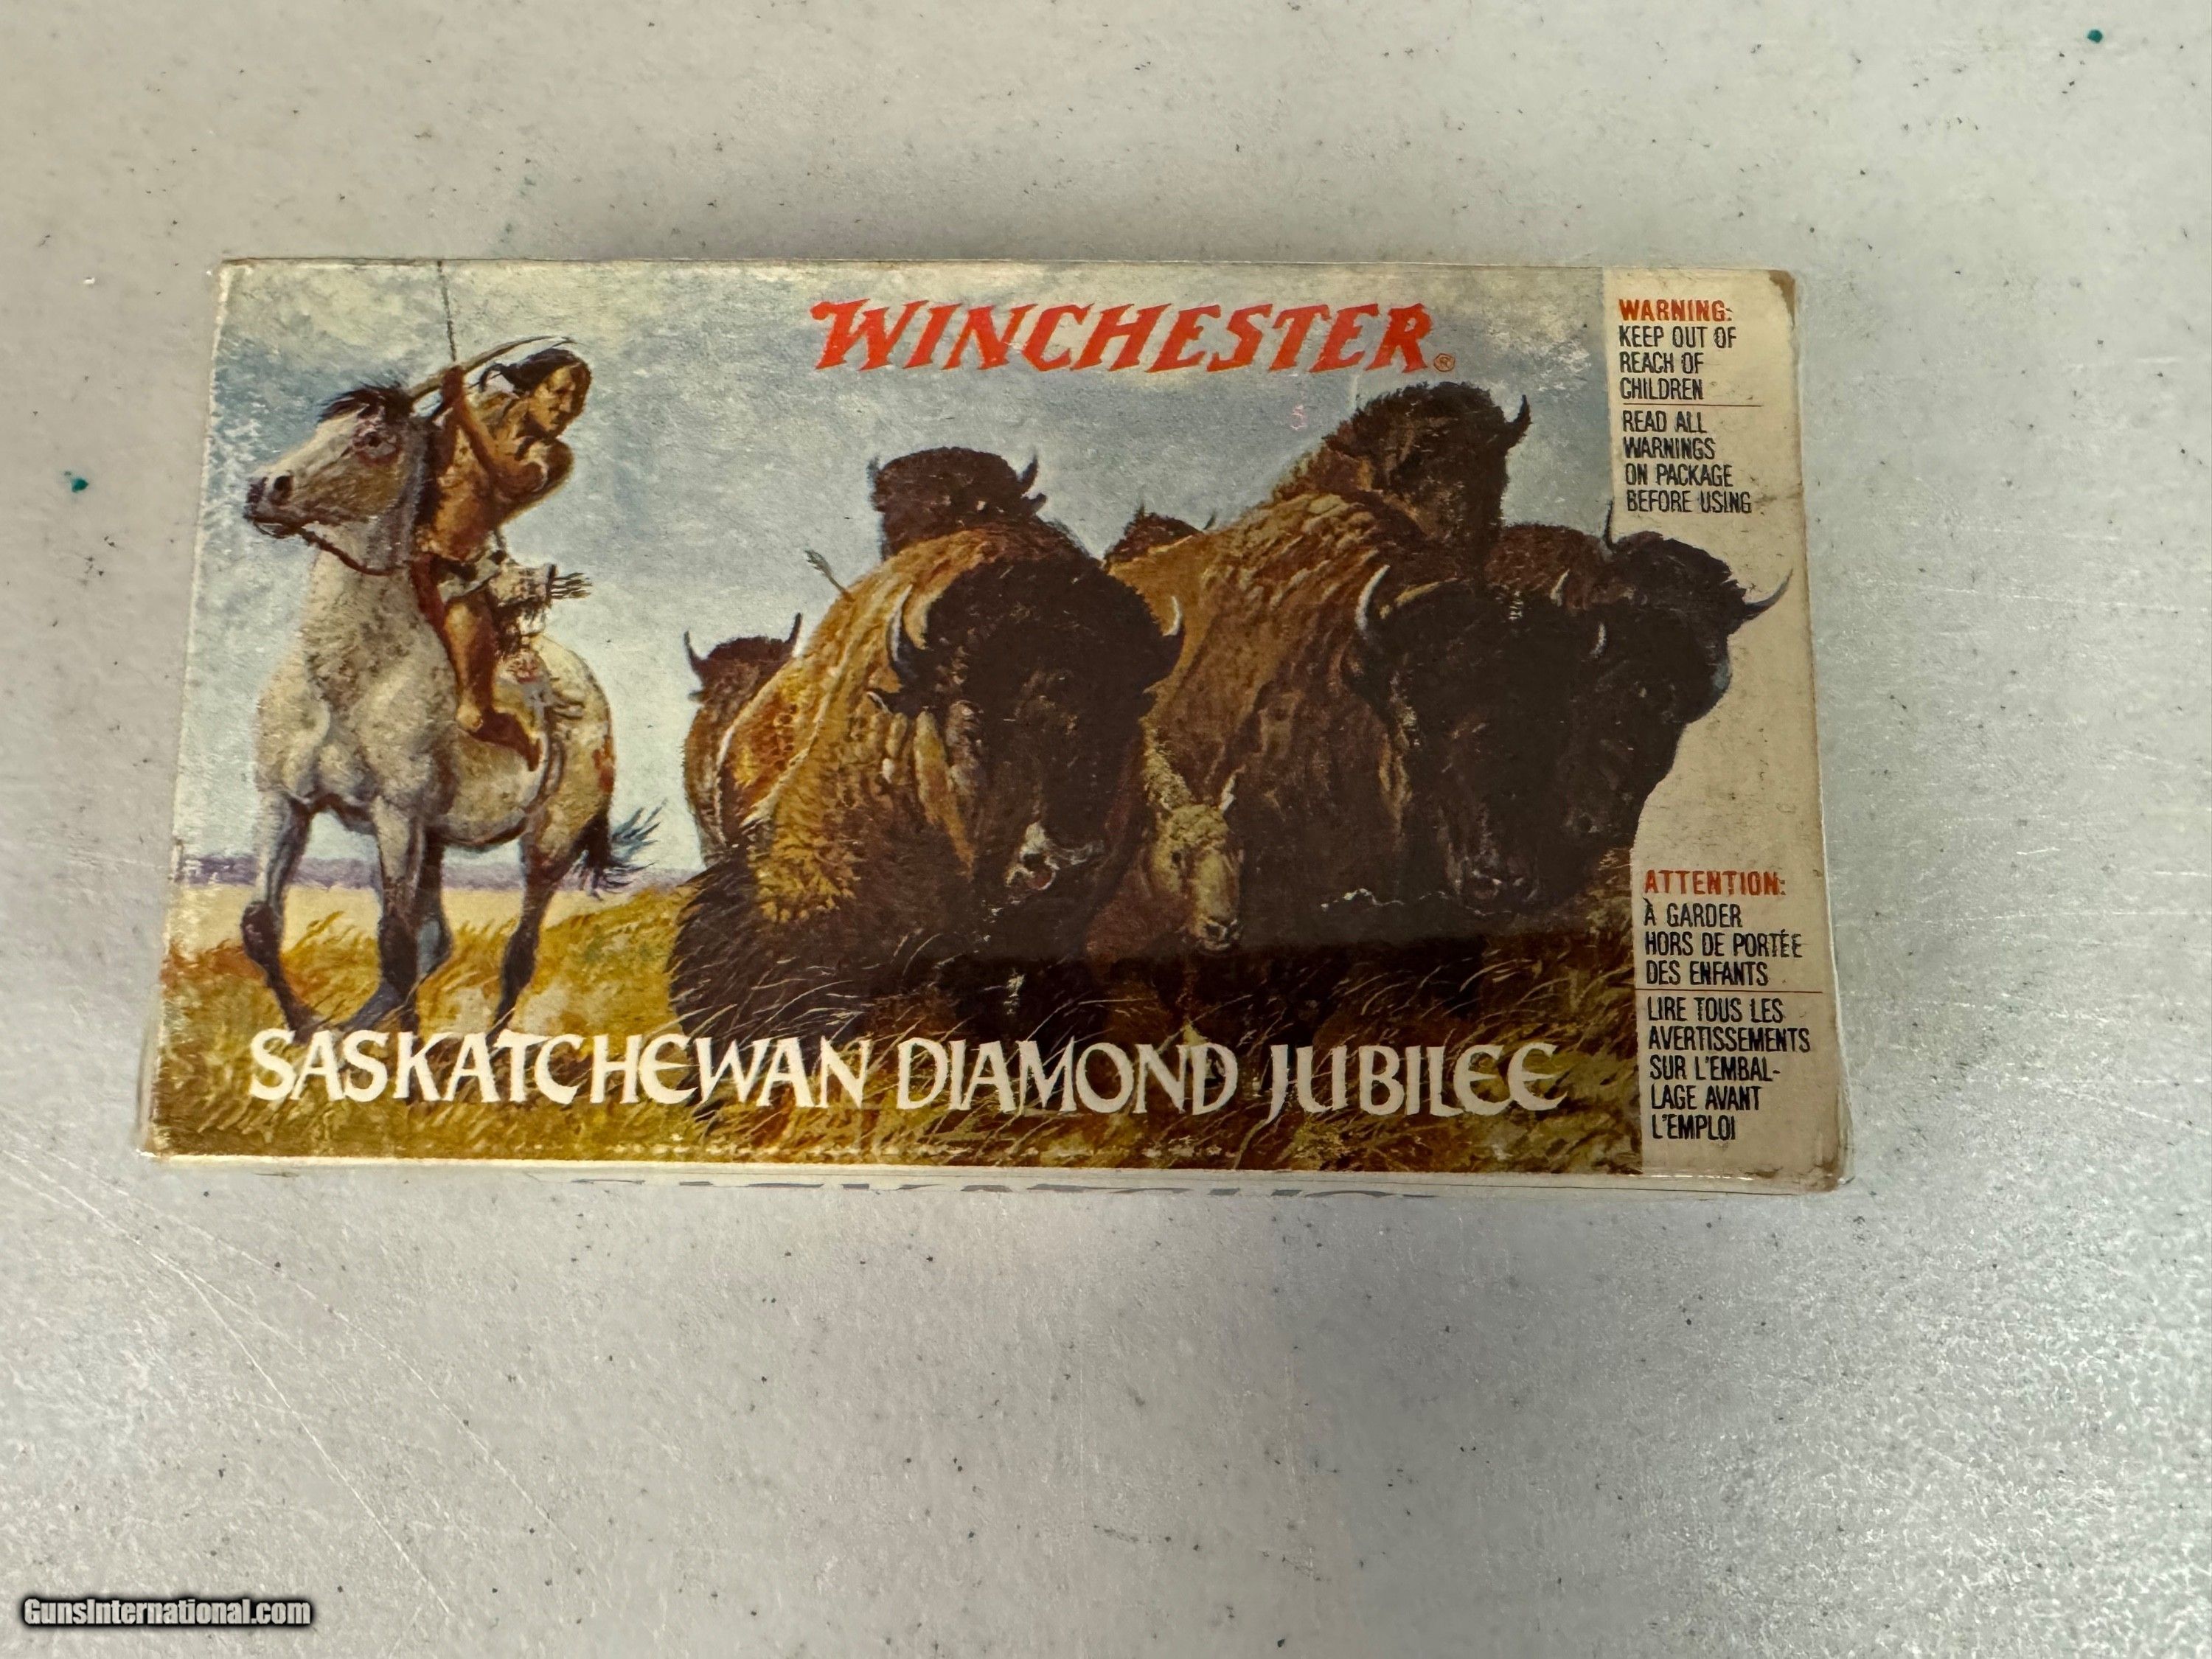 WINCHESTER®
SASKATCHEWAN DIAMOND JUBILEE
WARNING:
KEEP OUT OF
REACH OF
CHILDREN
READ ALL
WARNINGS
ON PACKAGE
BEFORE USING
ATTENTION:
À GARDER
HORS DE PORTÉE
DES ENFANTS
LIRE TOUS LES
AVERTISSEMENTS
SUR L'EMBAL-
LAGE AVANT
L'EMPLOI
GunsInternational.com